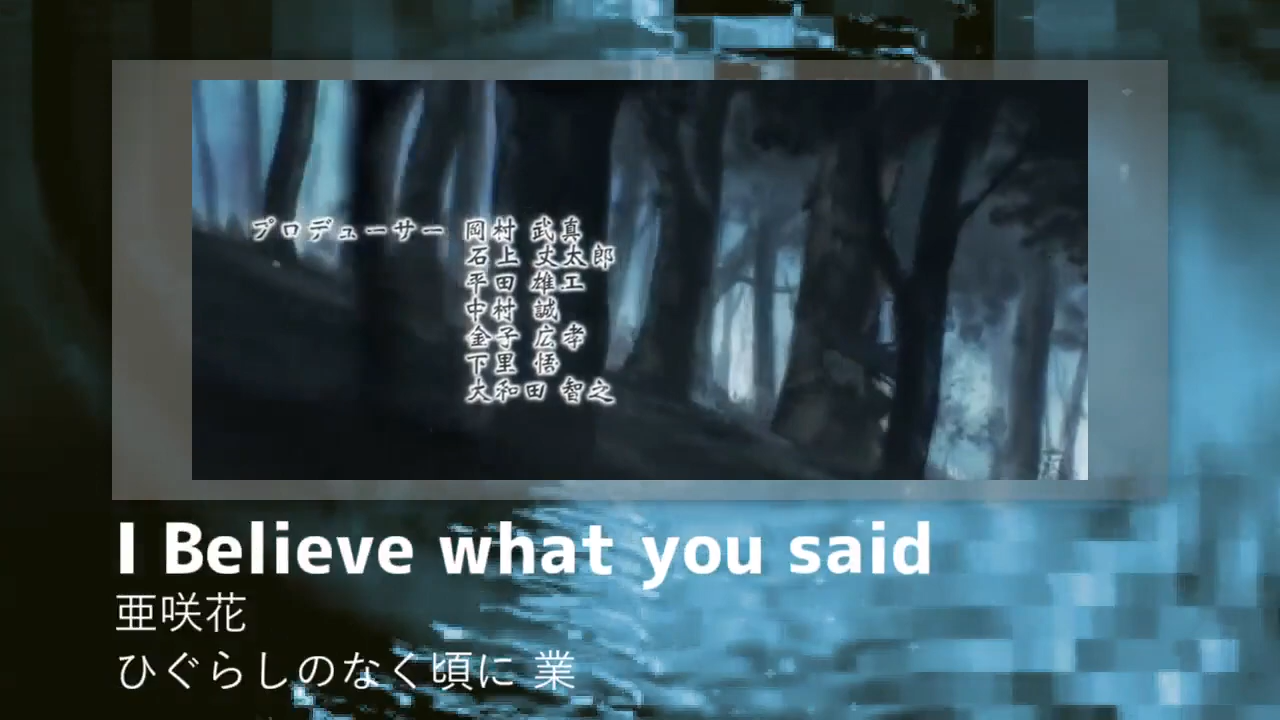 プロデューサー 岡村 武真
石上 丈太郎
平田 雄工
中村 誠
金子 広孝
下里 悟
大和田 智之
I Believe what you said
亜咲花
ひぐらしのなく頃に 業